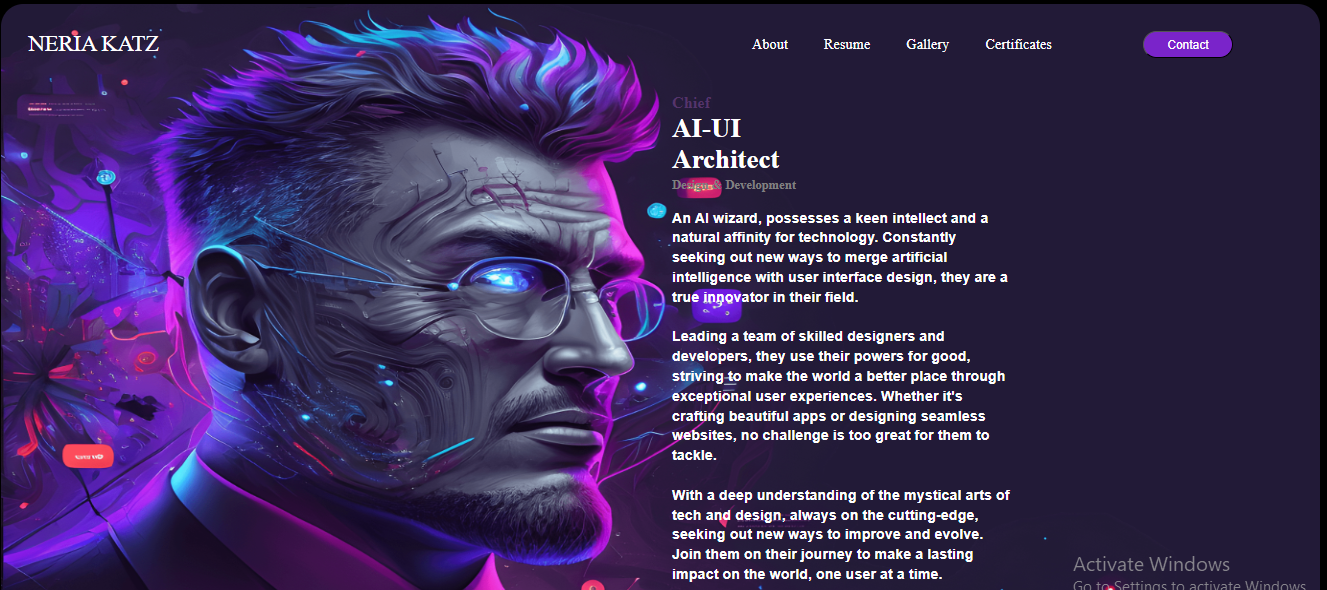 NERIA KATZ
About Resume Gallery Certificates Contact
Chief
AI-UI
Architect
Design & Development
An AI wizard, possesses a keen intellect and a
natural affinity for technology. Constantly
seeking out new ways to merge artificial
intelligence with user interface design, they are a
true innovator in their field.
Leading a team of skilled designers and
developers, they use their powers for good,
striving to make the world a better place through
exceptional user experiences. Whether it's
crafting beautiful apps or designing seamless
websites, no challenge is too great for them to
tackle.
With a deep understanding of the mystical arts of
tech and design, always on the cutting-edge,
seeking out new ways to improve and evolve.
Join them on their journey to make a lasting
impact on the world, one user at a time.
Activate Windows
Go to Settings to activate Windows